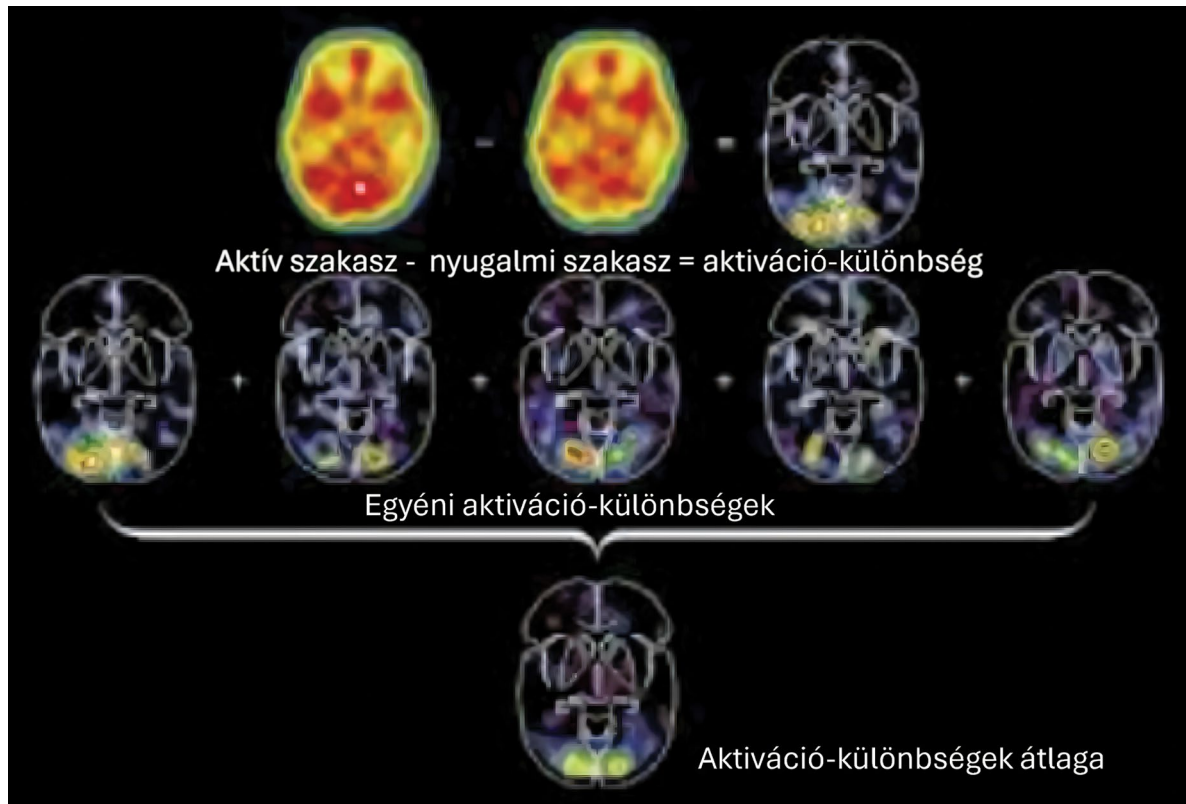 Aktív szakasz - nyugalmi szakasz = aktiváció-különbség
Egyéni aktiváció-különbségek
Aktiváció-különbségek átlaga